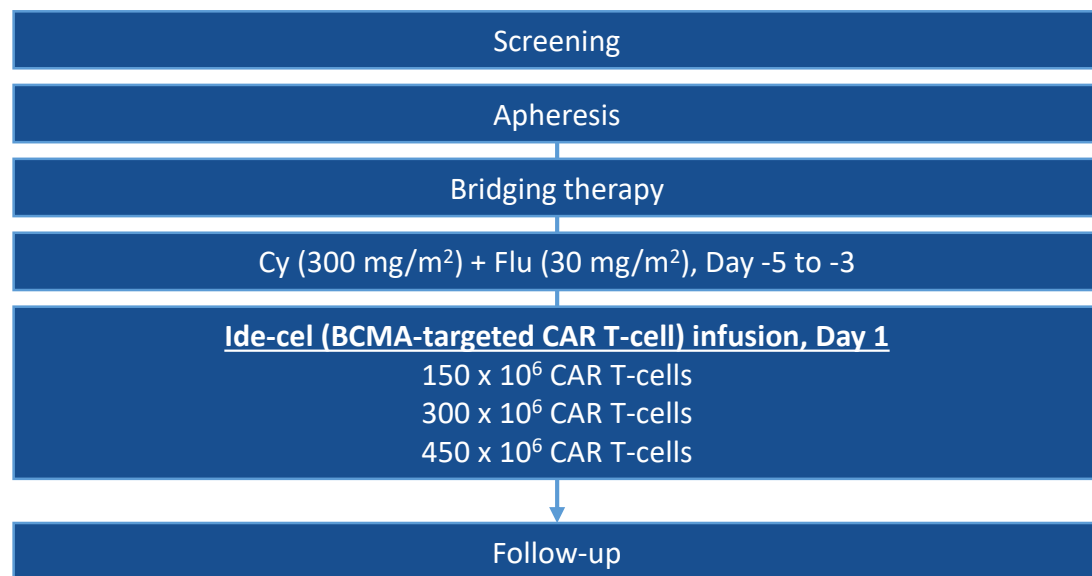 Screening
Apheresis
Bridging therapy
Cy (300 mg/m²) + Flu (30 mg/m²), Day -5 to -3
Ide-cel (BCMA-targeted CAR T-cell) infusion, Day 1
150 x 10⁶ CAR T-cells
300 x 10⁶ CAR T-cells
450 x 10⁶ CAR T-cells
Follow-up